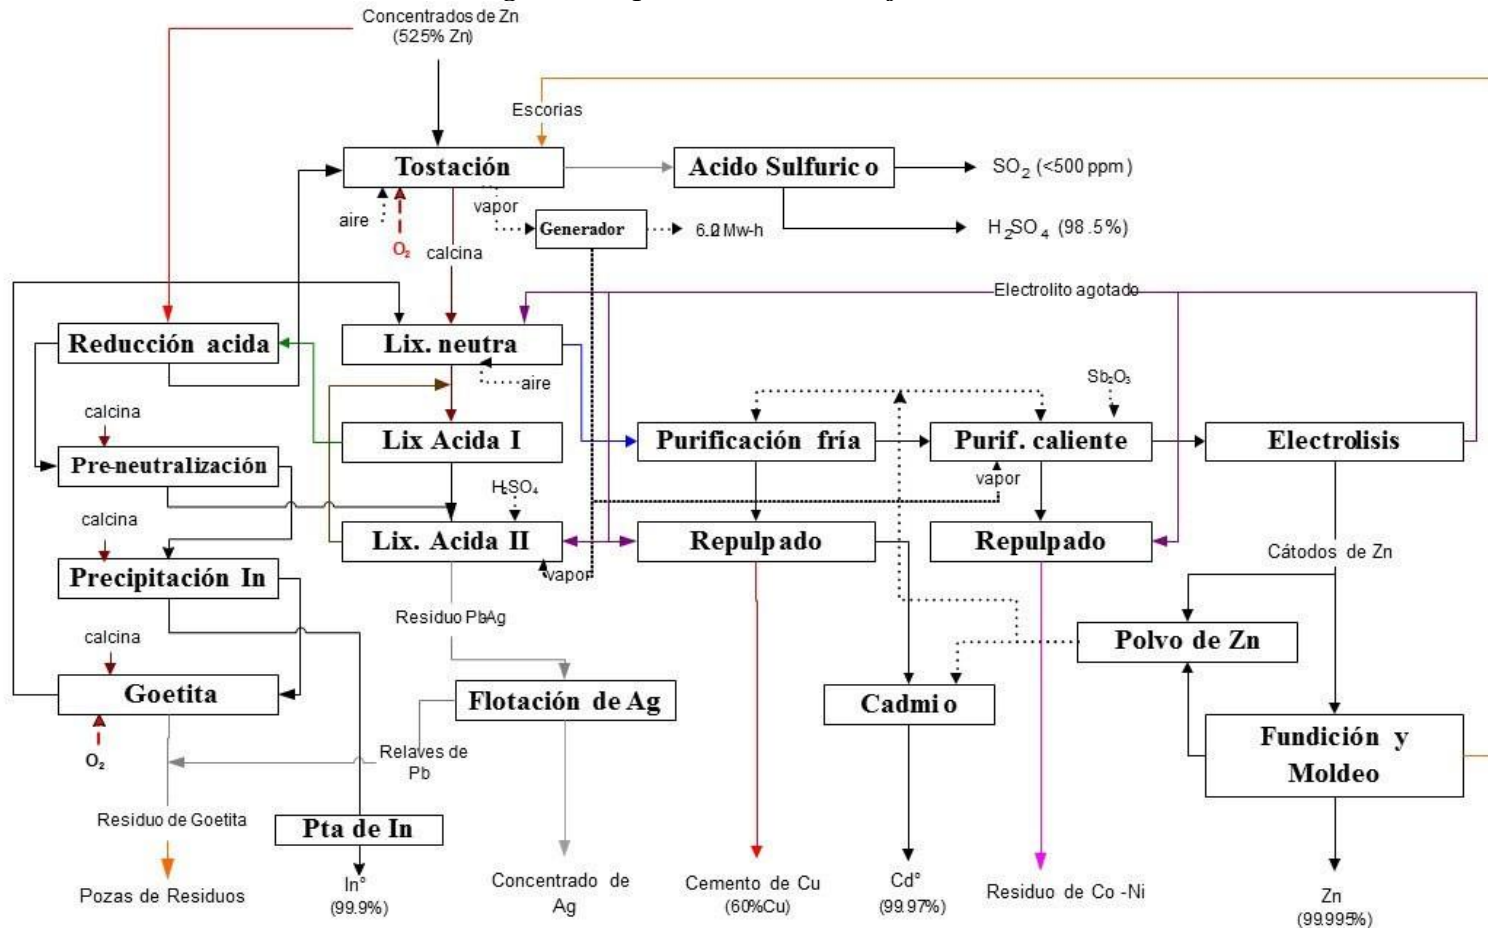 Concentrados de Zn
(525% Zn)
Escorias
Tostación
Acido Sulfurico
SO₂ (<500 ppm)
aire
vapor
Generador
H₂SO₄ (98.5%)
O₂
calcina
Electrolito agotado
Reducción acida
Lix. neutra
aire
Sb₂O₃
calcina
Lix Acida I
Purificación fría
Purif. caliente
Electrolisis
Pre-neutralización
H₂SO₄
vapor
calcina
Lix. Acida II
Repulpado
Repulpado
Cátodos de Zn
Precipitación In
vapor
Residuo PbAg
calcina
Polvo de Zn
Goetita
Flotación de Ag
Cadmio
O₂
Relaves de
Pb
Fundición y
Moldeo
Residuo de Goetita
Pta de In
Pozas de Residuos
In°
(99.9%)
Concentrado de
Ag
Cemento de Cu
(60%Cu)
Cd°
(99.97%)
Residuo de Co -Ni
Zn
(99.995%)